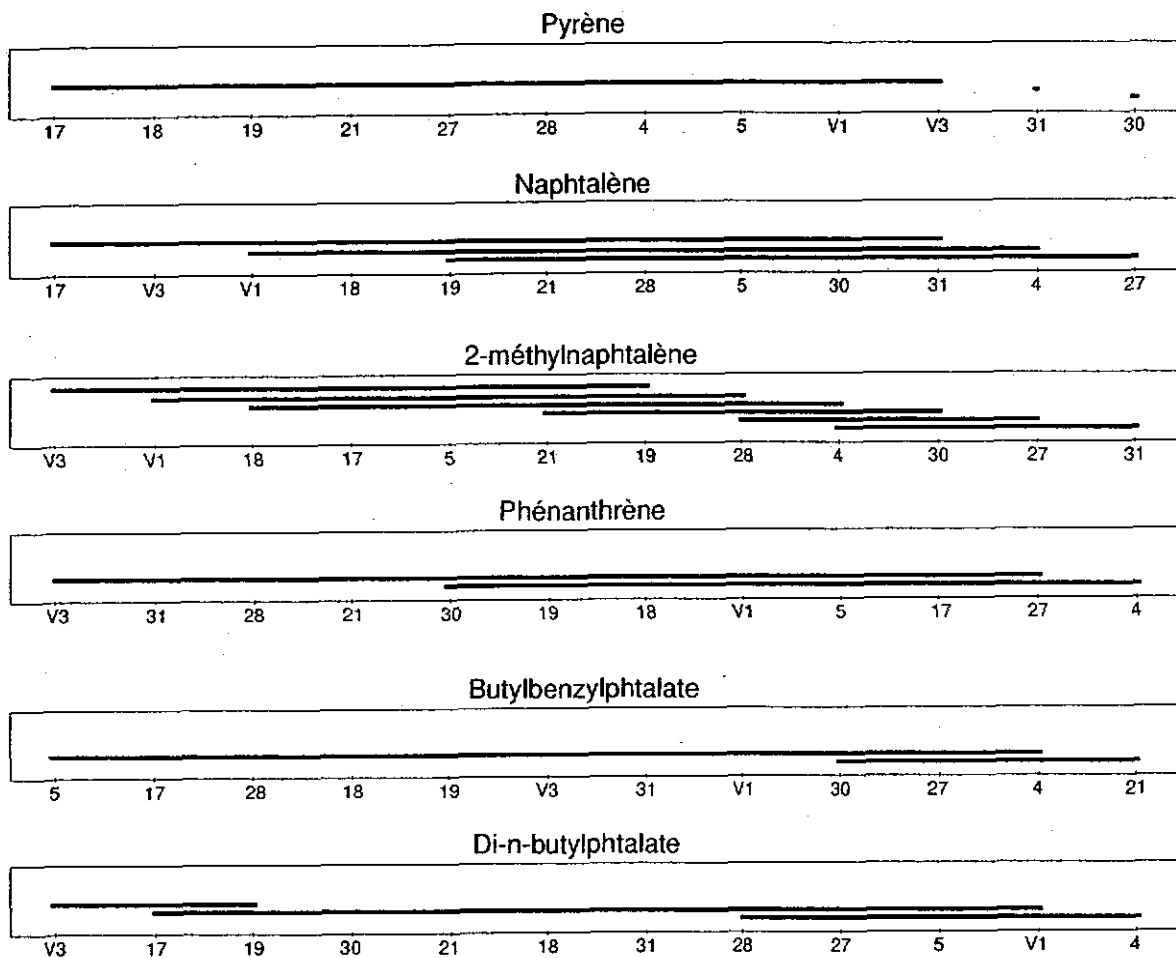 Pyrène
17 18 19 21 27 28 4 5 V1 V3 31 30
Naphtalène
17 V3 V1 18 19 21 28 5 30 31 4 27
2-méthylnaphtalène
V3 V1 18 17 5 21 19 28 4 30 27 31
Phénanthrène
V3 31 28 21 30 19 18 V1 5 17 27 4
Butylbenzylphtalate
5 17 28 18 19 V3 31 V1 30 27 4 21
Di-n-butylphtalate
V3 17 19 30 21 18 31 28 27 5 V1 4